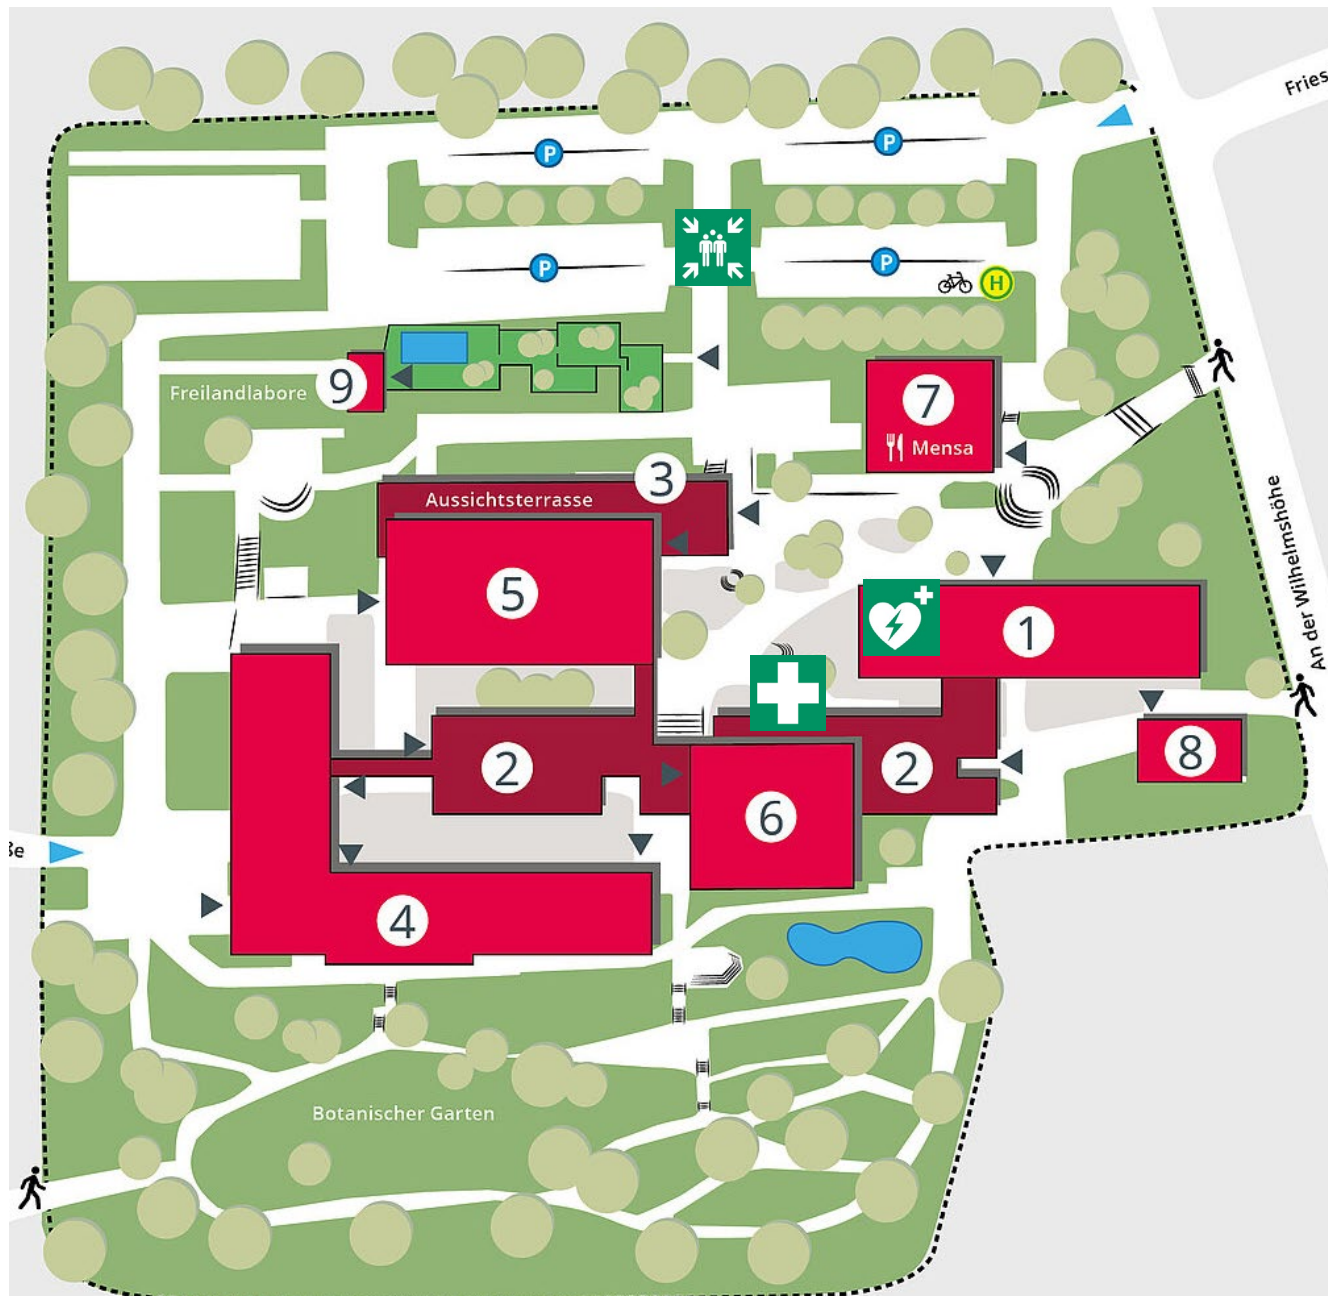 Fries
P
P
P
P
H
Freilandlabore
9
7
Mensa
3
Aussichtsterrasse
An der Wilhelmshöhe
5
1
2
2
8
6
ße
4
Botanischer Garten